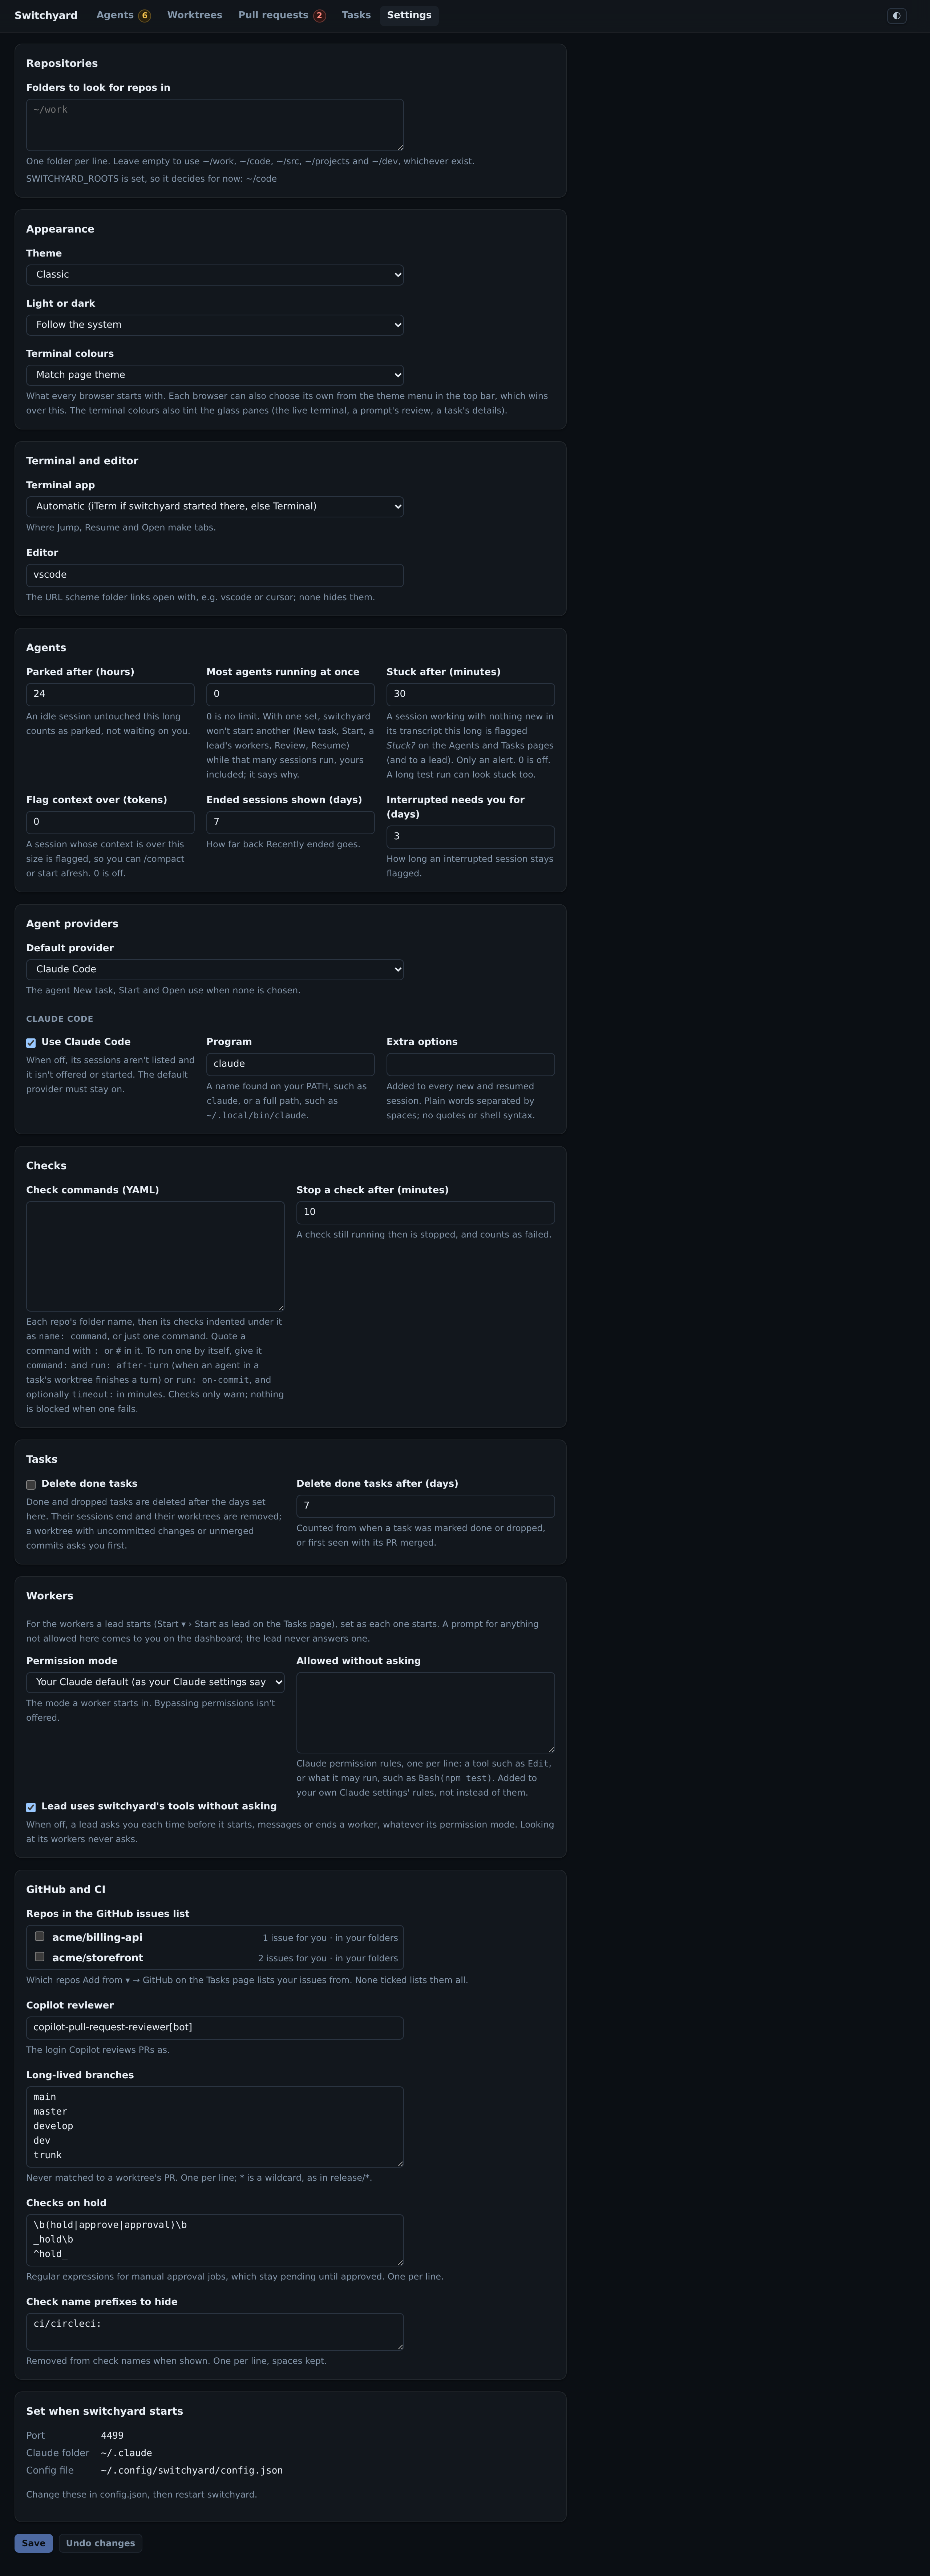 Switchyard
Agents 6
Worktrees
Pull requests 2
Tasks
Settings
Repositories
Folders to look for repos in
~/work
One folder per line. Leave empty to use ~/work, ~/code, ~/src, ~/projects and ~/dev, whichever exist.
SWITCHYARD_ROOTS is set, so it decides for now: ~/code
Appearance
Theme
Classic
Light or dark
Follow the system
Terminal colours
Match page theme
What every browser starts with. Each browser can also choose its own from the theme menu in the top bar, which wins
over this. The terminal colours also tint the glass panes (the live terminal, a prompt's review, a task's details).
Terminal and editor
Terminal app
Automatic (iTerm if switchyard started there, else Terminal)
Where Jump, Resume and Open make tabs.
Editor
vscode
The URL scheme folder links open with, e.g. vscode or cursor; none hides them.
Agents
Parked after (hours)
24
An idle session untouched this long
counts as parked, not waiting on you.
Most agents running at once
0
0 is no limit. With one set, switchyard
won't start another (New task, Start, a
lead's workers, Review, Resume)
while that many sessions run, yours
included; it says why.
Stuck after (minutes)
30
A session working with nothing new in
its transcript this long is flagged
Stuck? on the Agents and Tasks pages
(and to a lead). Only an alert. 0 is off.
A long test run can look stuck too.
Flag context over (tokens)
0
A session whose context is over this
size is flagged, so you can /compact
or start afresh. 0 is off.
Ended sessions shown (days)
7
How far back Recently ended goes.
Interrupted needs you for
(days)
3
How long an interrupted session stays
flagged.
Agent providers
Default provider
Claude Code
The agent New task, Start and Open use when none is chosen.
CLAUDE CODE
Use Claude Code
When off, its sessions aren't listed and
it isn't offered or started. The default
provider must stay on.
Program
claude
A name found on your PATH, such as
claude, or a full path, such as
~/.local/bin/claude.
Extra options
Added to every new and resumed
session. Plain words separated by
spaces; no quotes or shell syntax.
Checks
Check commands (YAML)
Each repo's folder name, then its checks indented under it
as name: command, or just one command. Quote a
command with : or # in it. To run one by itself, give it
command: and run: after-turn (when an agent in a
task's worktree finishes a turn) or run: on-commit, and
optionally timeout: in minutes. Checks only warn; nothing
is blocked when one fails.
Stop a check after (minutes)
10
A check still running then is stopped, and counts as failed.
Tasks
Delete done tasks
Done and dropped tasks are deleted after the days set
here. Their sessions end and their worktrees are removed;
a worktree with uncommitted changes or unmerged
commits asks you first.
Delete done tasks after (days)
7
Counted from when a task was marked done or dropped,
or first seen with its PR merged.
Workers
For the workers a lead starts (Start ▾ › Start as lead on the Tasks page), set as each one starts. A prompt for anything
not allowed here comes to you on the dashboard; the lead never answers one.
Permission mode
Your Claude default (as your Claude settings say
The mode a worker starts in. Bypassing permissions isn't
offered.
Allowed without asking
Claude permission rules, one per line: a tool such as Edit,
or what it may run, such as Bash(npm test). Added to
your own Claude settings' rules, not instead of them.
Lead uses switchyard's tools without asking
When off, a lead asks you each time before it starts, messages or ends a worker, whatever its permission mode. Looking
at its workers never asks.
GitHub and CI
Repos in the GitHub issues list
acme/billing-api 1 issue for you · in your folders
acme/storefront 2 issues for you · in your folders
Which repos Add from ▾ → GitHub on the Tasks page lists your issues from. None ticked lists them all.
Copilot reviewer
copilot-pull-request-reviewer[bot]
The login Copilot reviews PRs as.
Long-lived branches
main
master
develop
dev
trunk
Never matched to a worktree's PR. One per line; * is a wildcard, as in release/*.
Checks on hold
\b(hold|approve|approval)\b
_hold\b
^hold_
Regular expressions for manual approval jobs, which stay pending until approved. One per line.
Check name prefixes to hide
ci/circleci:
Removed from check names when shown. One per line, spaces kept.
Set when switchyard starts
Port 4499
Claude folder ~/.claude
Config file ~/.config/switchyard/config.json
Change these in config.json, then restart switchyard.
Save
Undo changes